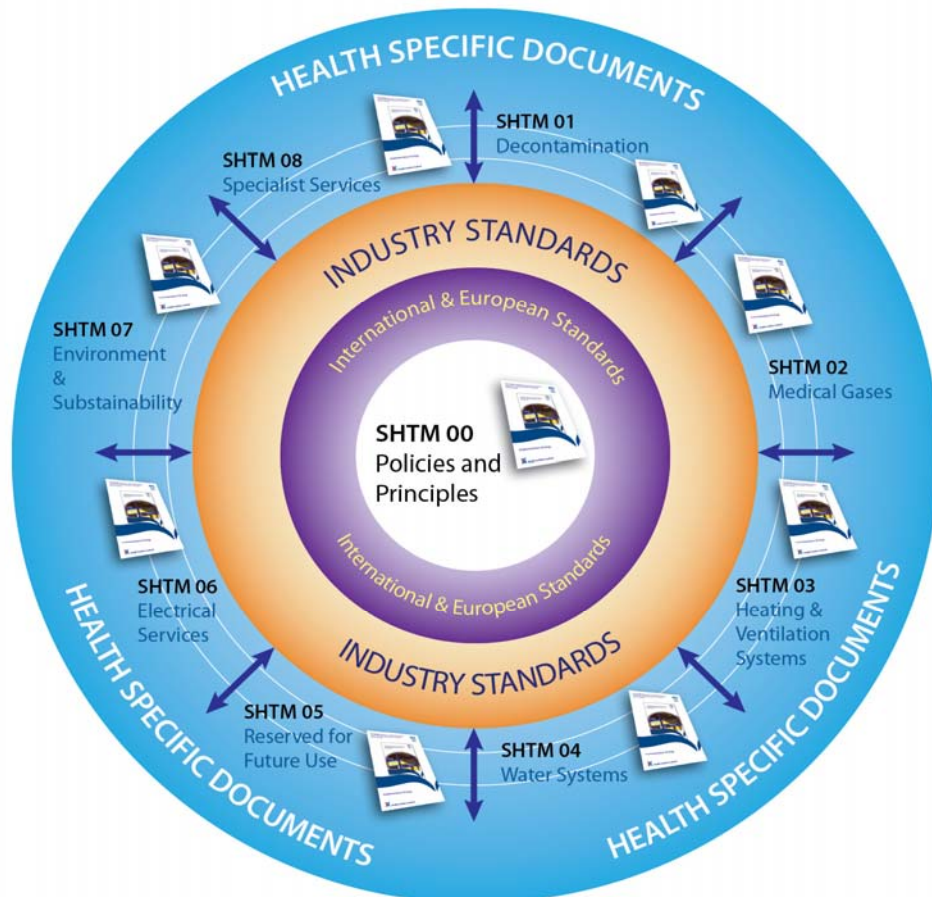 HEALTH SPECIFIC DOCUMENTS
SHTM 01
Decontamination
SHTM 08
Specialist Services
INDUSTRY STANDARDS
International & European Standards
SHTM 07
Environment
&
Substainability
SHTM 02
Medical Gases
SHTM 00
Policies and
Principles
International & European Standards
SHTM 06
Electrical
Services
SHTM 03
Heating &
Ventilation
Systems
INDUSTRY STANDARDS
SHTM 05
Reserved for
Future Use
SHTM 04
Water Systems
HEALTH SPECIFIC DOCUMENTS
HEALTH SPECIFIC DOCUMENTS